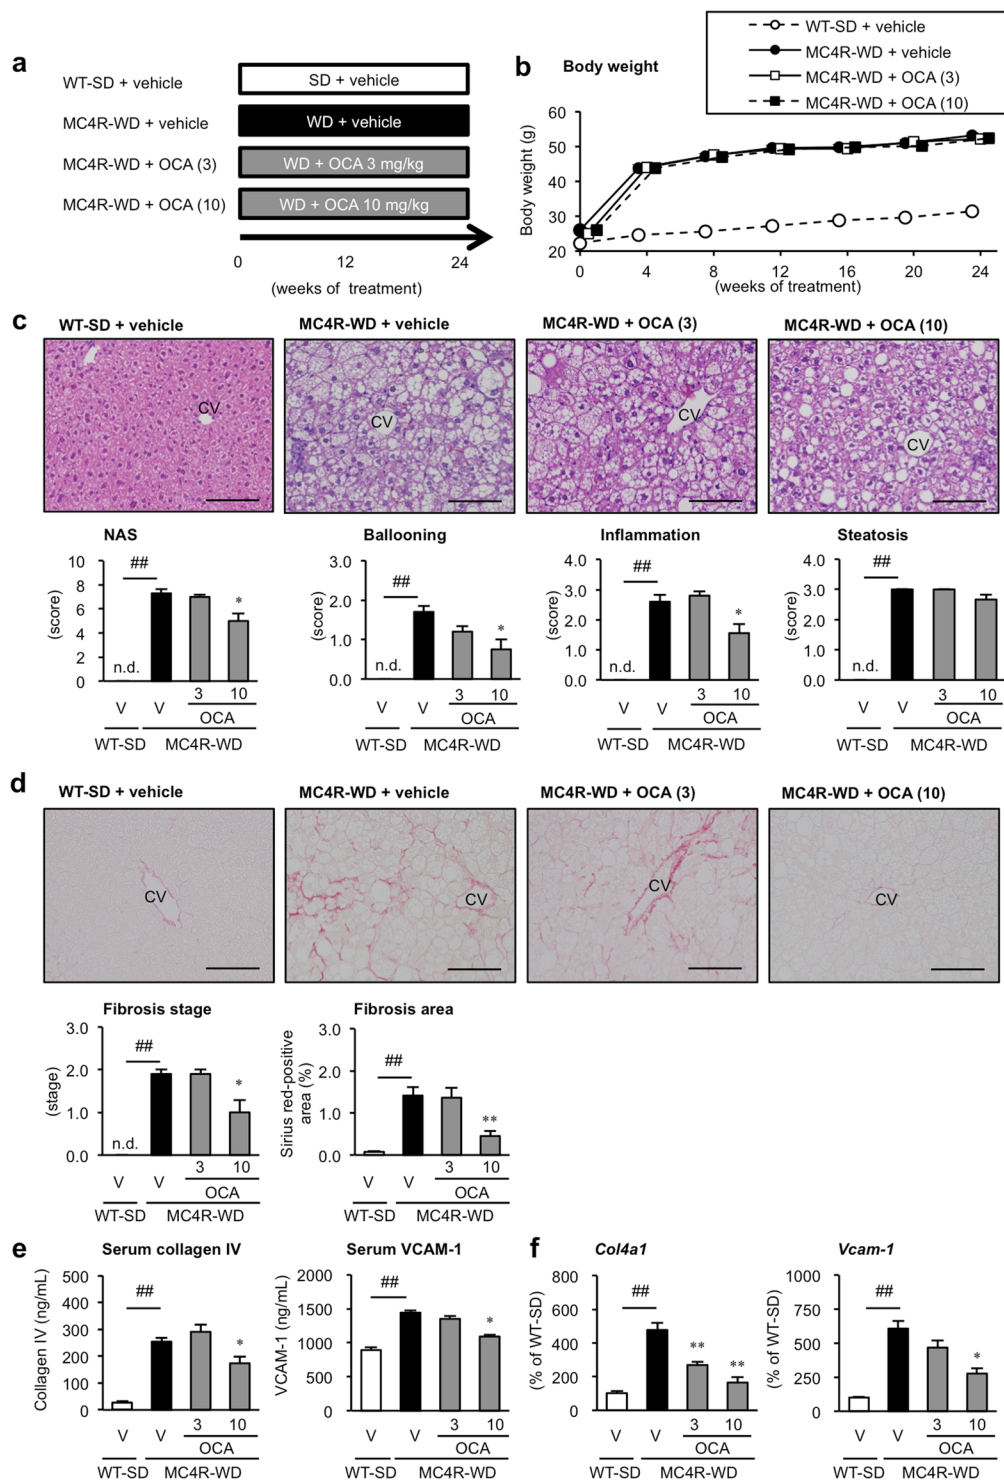 a
WT-SD + vehicle
SD + vehicle
MC4R-WD + vehicle
WD + vehicle
MC4R-WD + OCA (3)
WD + OCA 3 mg/kg
MC4R-WD + OCA (10)
WD + OCA 10 mg/kg
0 12 24
(weeks of treatment)
b Body weight
WT-SD + vehicle
MC4R-WD + vehicle
MC4R-WD + OCA (3)
MC4R-WD + OCA (10)
Body weight (g)
60
50
40
30
20
0 4 8 12 16 20 24
(weeks of treatment)
c
WT-SD + vehicle MC4R-WD + vehicle MC4R-WD + OCA (3) MC4R-WD + OCA (10)
CV CV CV CV
NAS
(score)
10
8
6
4
2
0
##
n.d.
*
V V 3 10
OCA
WT-SD MC4R-WD
Ballooning
(score)
3.0
2.0
1.0
0.0
##
n.d.
*
V V 3 10
OCA
WT-SD MC4R-WD
Inflammation
(score)
4.0
3.0
2.0
1.0
0.0
##
n.d.
*
V V 3 10
OCA
WT-SD MC4R-WD
Steatosis
(score)
4.0
3.0
2.0
1.0
0.0
##
n.d.
V V 3 10
OCA
WT-SD MC4R-WD
d
WT-SD + vehicle MC4R-WD + vehicle MC4R-WD + OCA (3) MC4R-WD + OCA (10)
CV CV CV CV
Fibrosis stage
(stage)
3.0
2.0
1.0
0.0
##
n.d.
*
V V 3 10
OCA
WT-SD MC4R-WD
Fibrosis area
Sirius red-positive
area (%)
3.0
2.0
1.0
0.0
##
**
V V 3 10
OCA
WT-SD MC4R-WD
e
Serum collagen IV
Collagen IV (ng/mL)
500
400
300
200
100
0
##
*
V V 3 10
OCA
WT-SD MC4R-WD
Serum VCAM-1
VCAM-1 (ng/mL)
2000
1500
1000
500
0
##
*
V V 3 10
OCA
WT-SD MC4R-WD
f
Col4a1
(% of WT-SD)
800
600
400
200
0
##
** **
V V 3 10
OCA
WT-SD MC4R-WD
Vcam-1
(% of WT-SD)
1000
750
500
250
0
##
*
V V 3 10
OCA
WT-SD MC4R-WD